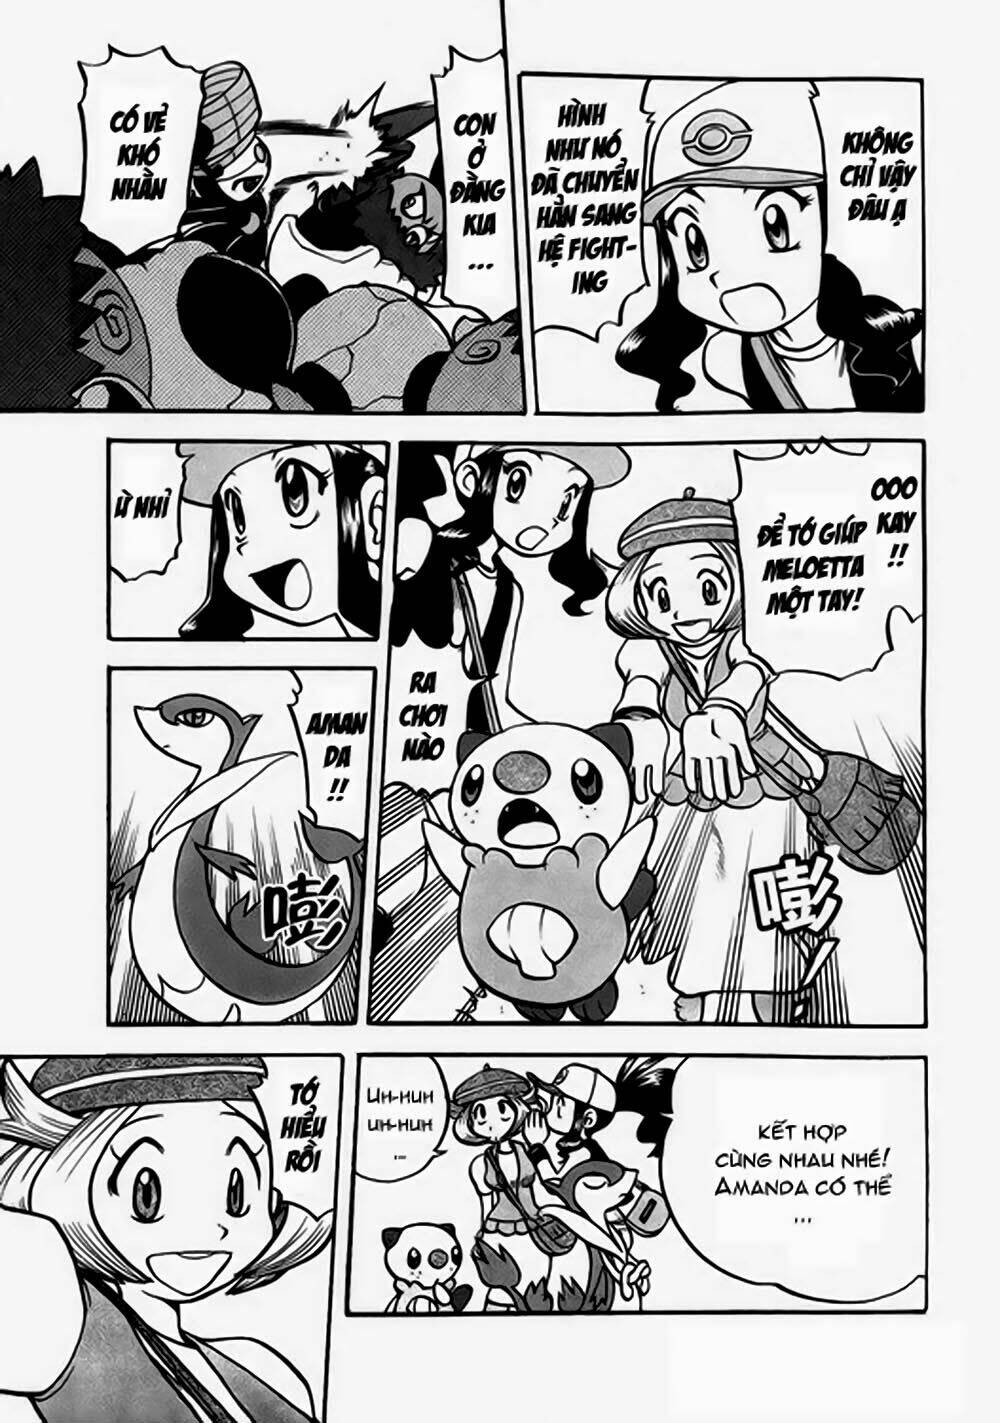 KHÔNG
CHỈ VẬY
ĐÂU Ạ
HÌNH
NHƯ NÓ
ĐÃ CHUYỂN
HẲN SANG
HỆ FIGHT-
ING
CON
Ở
ĐẰNG
KIA
...
CÓ VẺ
KHÓ
NHẰN
OOO
KAY
!!
ĐỂ TỚ GIÚP
MELOETTA
MỘT TAY!
RA
CHƠI
NÀO
嘭
Ừ NHỈ
AMAN
DA
!!
嘭
KẾT HỢP
CÙNG NHAU NHÉ!
AMANDA CÓ THỂ
...
UH-HUH
UH-HUH
...
TỚ
HIỂU
RỒI